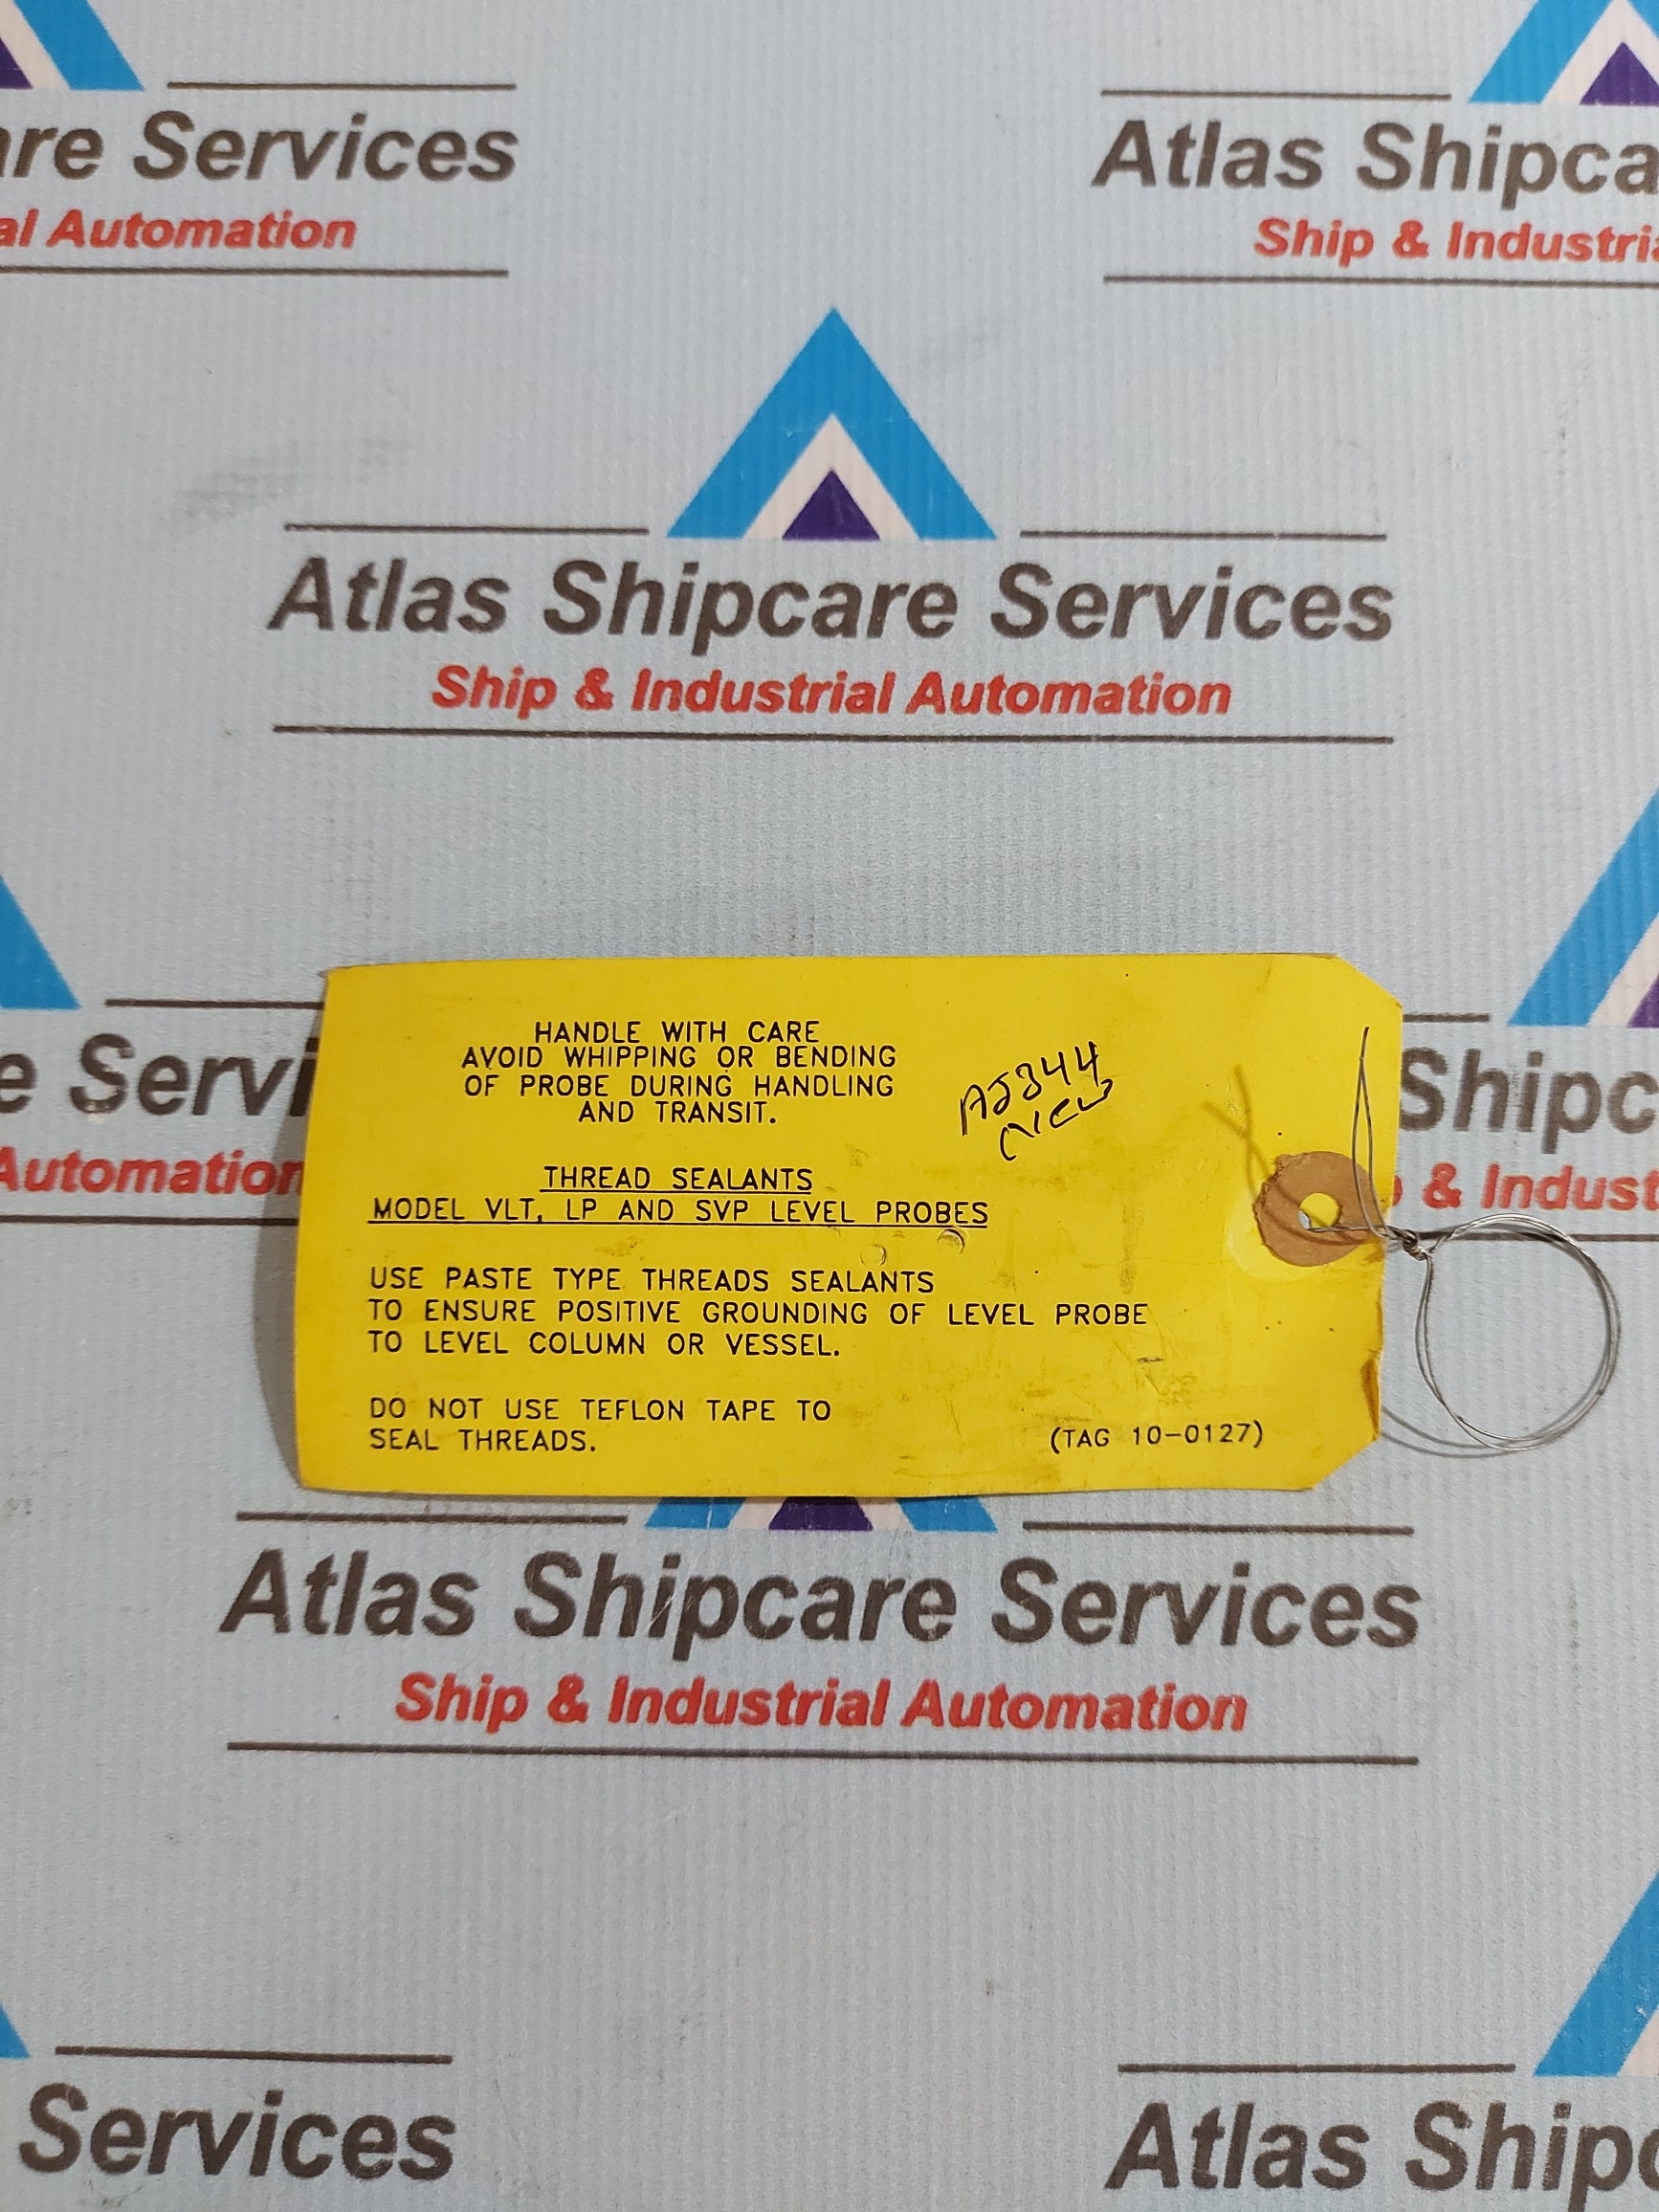 are Services
al Automation
Atlas Shipca
Ship & Industria
Atlas Shipcare Services
Ship & Industrial Automation
e Servi
Automation
Shipc
& Indust
HANDLE WITH CARE
AVOID WHIPPING OR BENDING
OF PROBE DURING HANDLING
AND TRANSIT.
AJ344
THREAD SEALANTS
MODEL VLT, LP AND SVP LEVEL PROBES
USE PASTE TYPE THREADS SEALANTS
TO ENSURE POSITIVE GROUNDING OF LEVEL PROBE
TO LEVEL COLUMN OR VESSEL.
DO NOT USE TEFLON TAPE TO
SEAL THREADS.
(TAG 10-0127)
Atlas Shipcare Services
Ship & Industrial Automation
Services
Atlas Shipc